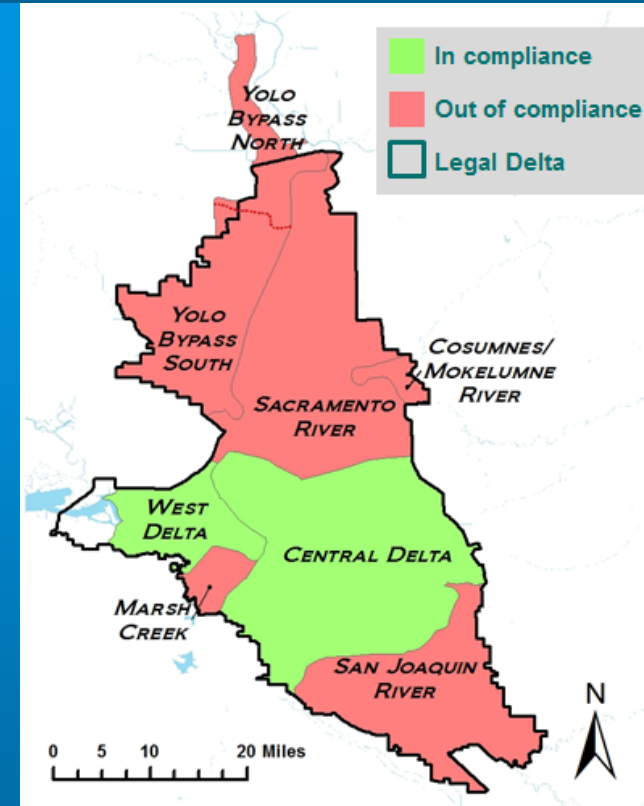 In compliance
Out of compliance
Legal Delta
YOLO
BYPASS
NORTH
YOLO
BYPASS
SOUTH
COSUMNES/
MOKELUMNE
RIVER
SACRAMENTO
RIVER
WEST
DELTA
CENTRAL DELTA
MARSH
CREEK
SAN JOAQUIN
RIVER
N
0 5 10 20 Miles